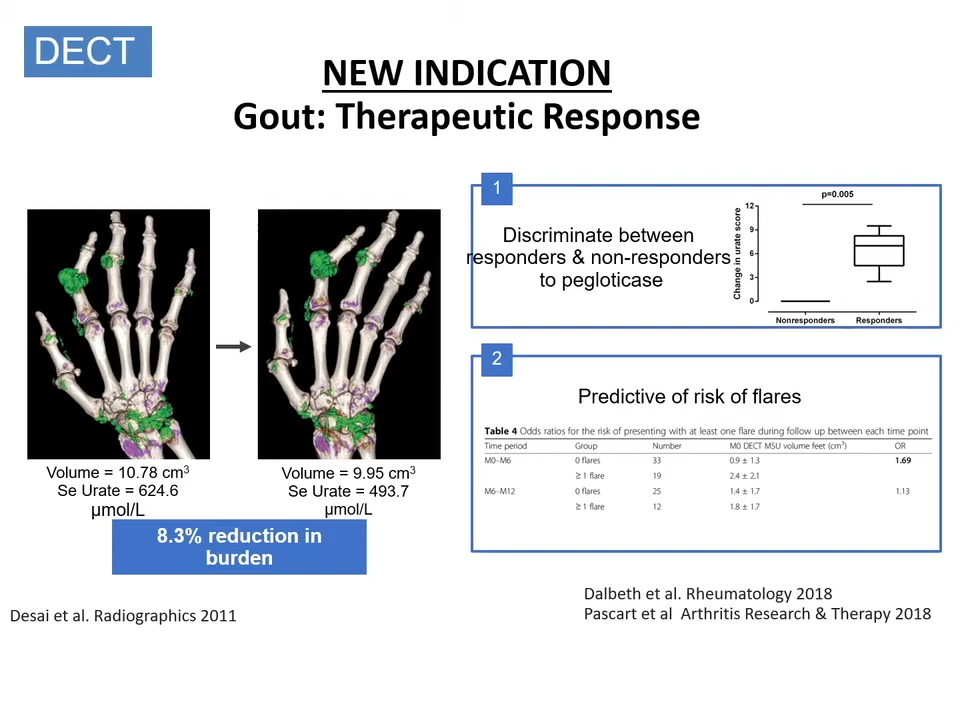 DECT
NEW INDICATION
Gout: Therapeutic Response
Volume = 10.78 cm³
Se Urate = 624.6
μmol/L
Volume = 9.95 cm³
Se Urate = 493.7
μmol/L
8.3% reduction in
burden
Desai et al. Radiographics 2011
1
Discriminate between
responders & non-responders
to pegloticase
p=0.005
Change in urate score
12
9
6
3
0
Nonresponders Responders
2
Predictive of risk of flares
Table 4 Odds ratios for the risk of presenting with at least one flare during follow up between each time point
Time period Group Number M0 DECT MSU volume feet (cm³) OR
M0–M6 0 flares 33 0.9 ± 1.3 1.69
≥ 1 flare 19 2.4 ± 2.1
M6–M12 0 flares 25 1.4 ± 1.7 1.13
≥ 1 flare 12 1.8 ± 1.7
Dalbeth et al. Rheumatology 2018
Pascart et al Arthritis Research & Therapy 2018